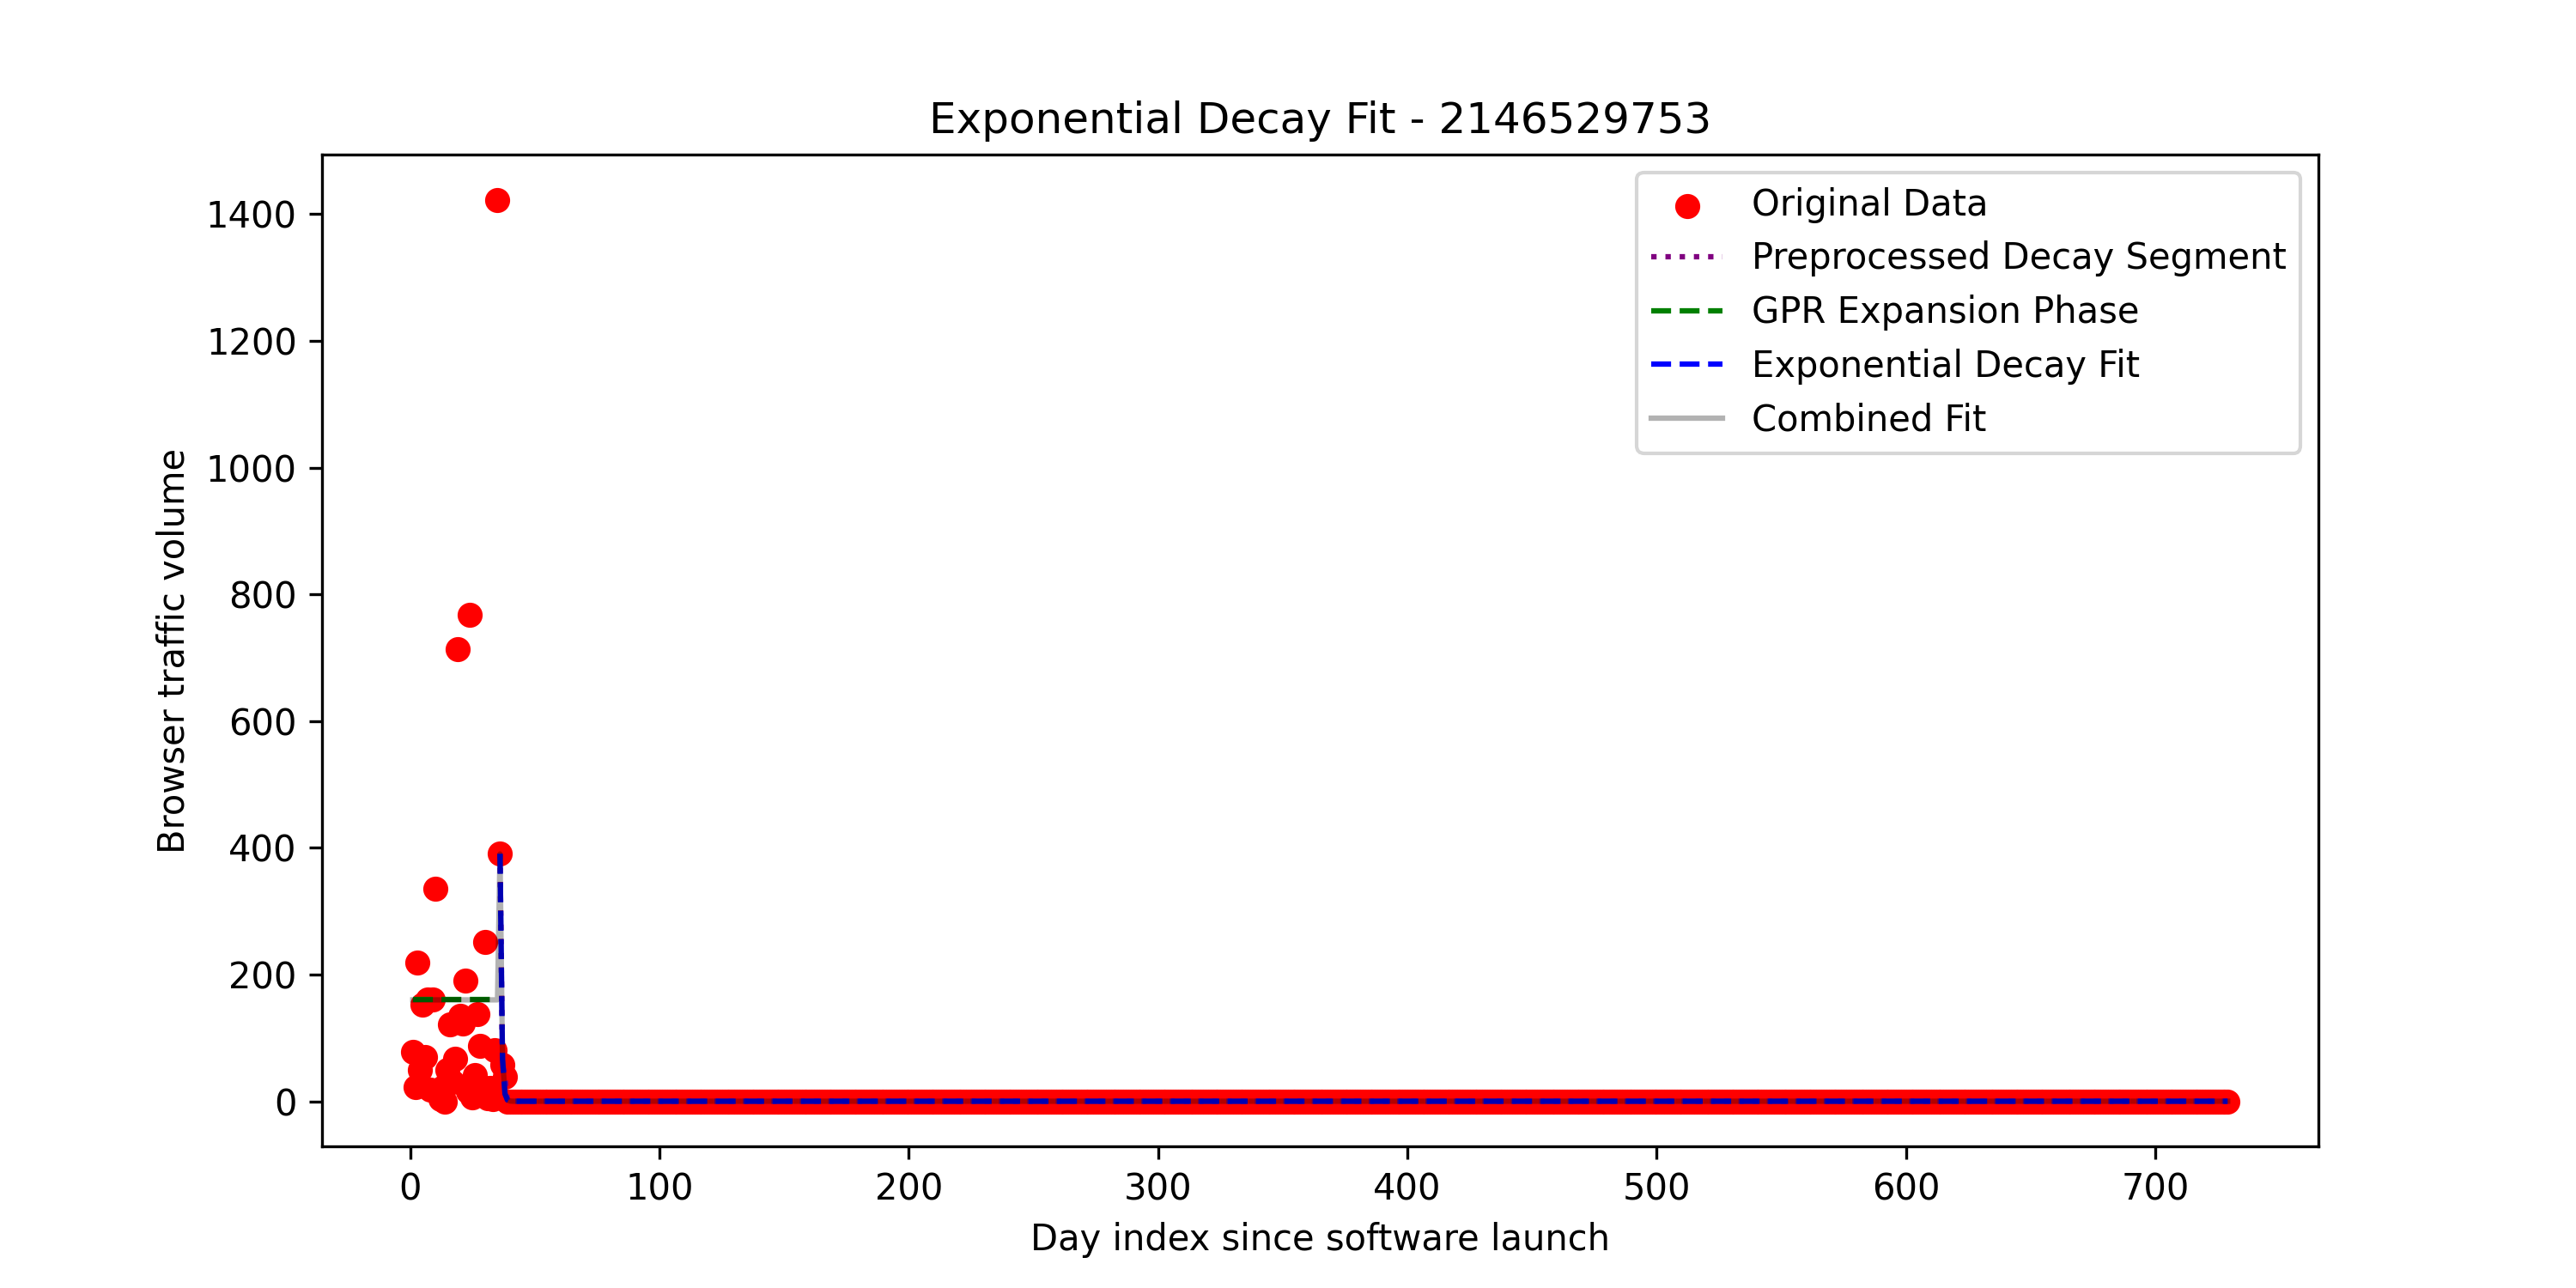 Exponential Decay Fit - 2146529753
Original Data
Preprocessed Decay Segment
GPR Expansion Phase
Exponential Decay Fit
Combined Fit
Browser traffic volume
1400
1200
1000
800
600
400
200
0
0 100 200 300 400 500 600 700
Day index since software launch